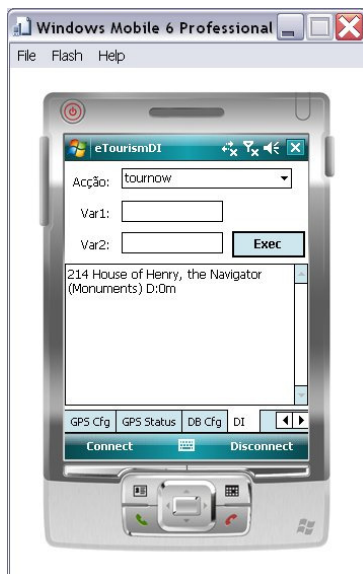 Windows Mobile 6 Professional
File Flash Help
eTourismDI
Acção: tournow
Var1:
Var2: Exec
214 House of Henry, the Navigator
(Monuments) D:0m
GPS Cfg GPS Status DB Cfg DI
Connect Disconnect